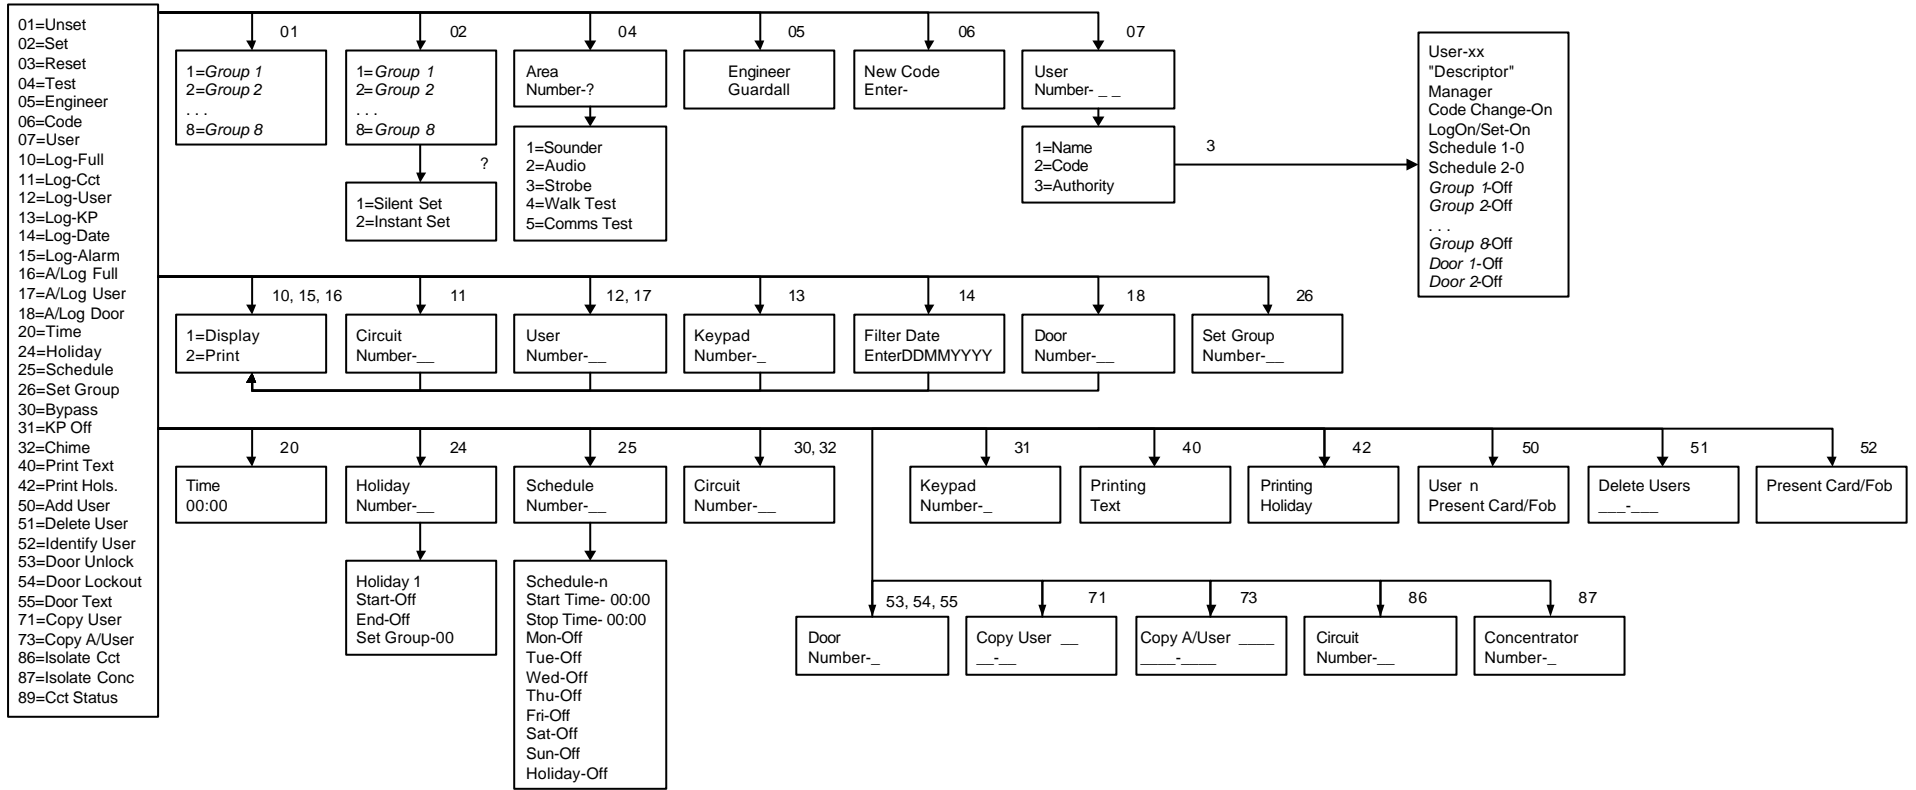 01=Unset
02=Set
03=Reset
04=Test
05=Engineer
06=Code
07=User
10=Log-Full
11=Log-Cct
12=Log-User
13=Log-KP
14=Log-Date
15=Log-Alarm
16=A/Log Full
17=A/Log User
18=A/Log Door
20=Time
24=Holiday
25=Schedule
26=Set Group
30=Bypass
31=KP Off
32=Chime
40=Print Text
42=Print Hols.
50=Add User
51=Delete User
52=Identify User
53=Door Unlock
54=Door Lockout
55=Door Text
71=Copy User
73=Copy A/User
86=Isolate Cct
87=Isolate Conc
89=Cct Status
01
1=Group 1
2=Group 2
. . .
8=Group 8
02
1=Group 1
2=Group 2
. . .
8=Group 8
?
1=Silent Set
2=Instant Set
04
Area
Number-?
1=Sounder
2=Audio
3=Strobe
4=Walk Test
5=Comms Test
05
Engineer
Guardall
06
New Code
Enter-
07
User
Number- _ _
1=Name
2=Code
3=Authority
3
User-xx
"Descriptor"
Manager
Code Change-On
LogOn/Set-On
Schedule 1-0
Schedule 2-0
Group 1-Off
Group 2-Off
. . .
Group 8-Off
Door 1-Off
Door 2-Off
10, 15, 16
1=Display
2=Print
11
Circuit
Number-__
12, 17
User
Number-__
13
Keypad
Number-_
14
Filter Date
EnterDDMMYYYY
18
Door
Number-__
26
Set Group
Number-__
20
Time
00:00
24
Holiday
Number-__
Holiday 1
Start-Off
End-Off
Set Group-00
25
Schedule
Number-__
Schedule-n
Start Time- 00:00
Stop Time- 00:00
Mon-Off
Tue-Off
Wed-Off
Thu-Off
Fri-Off
Sat-Off
Sun-Off
Holiday-Off
30, 32
Circuit
Number-__
31
Keypad
Number-_
40
Printing
Text
42
Printing
Holiday
50
User n
Present Card/Fob
51
Delete Users
___-___
52
Present Card/Fob
53, 54, 55
Door
Number-_
71
Copy User __
__-__
73
Copy A/User ____
____-____
86
Circuit
Number-__
87
Concentrator
Number-_